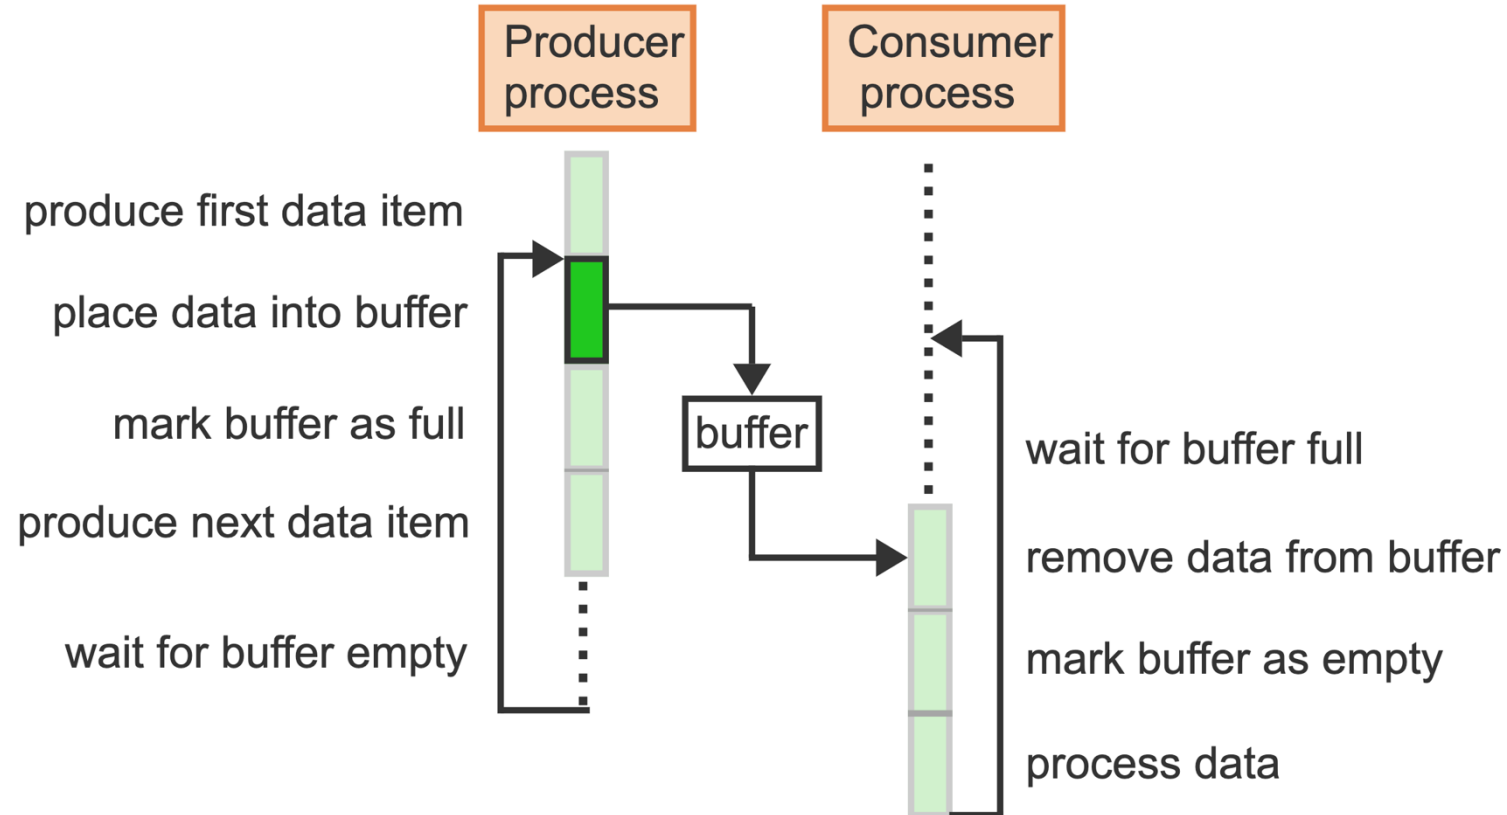 Producer
process
Consumer
process
produce first data item
place data into buffer
mark buffer as full
buffer
produce next data item
wait for buffer empty
wait for buffer full
remove data from buffer
mark buffer as empty
process data